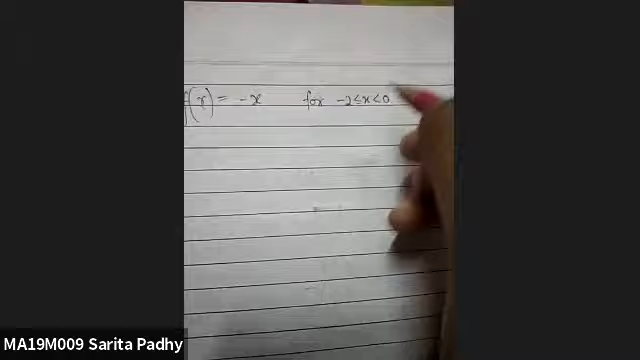 f(x) = -x for -2≤x<0
MA19M009 Sarita Padhy